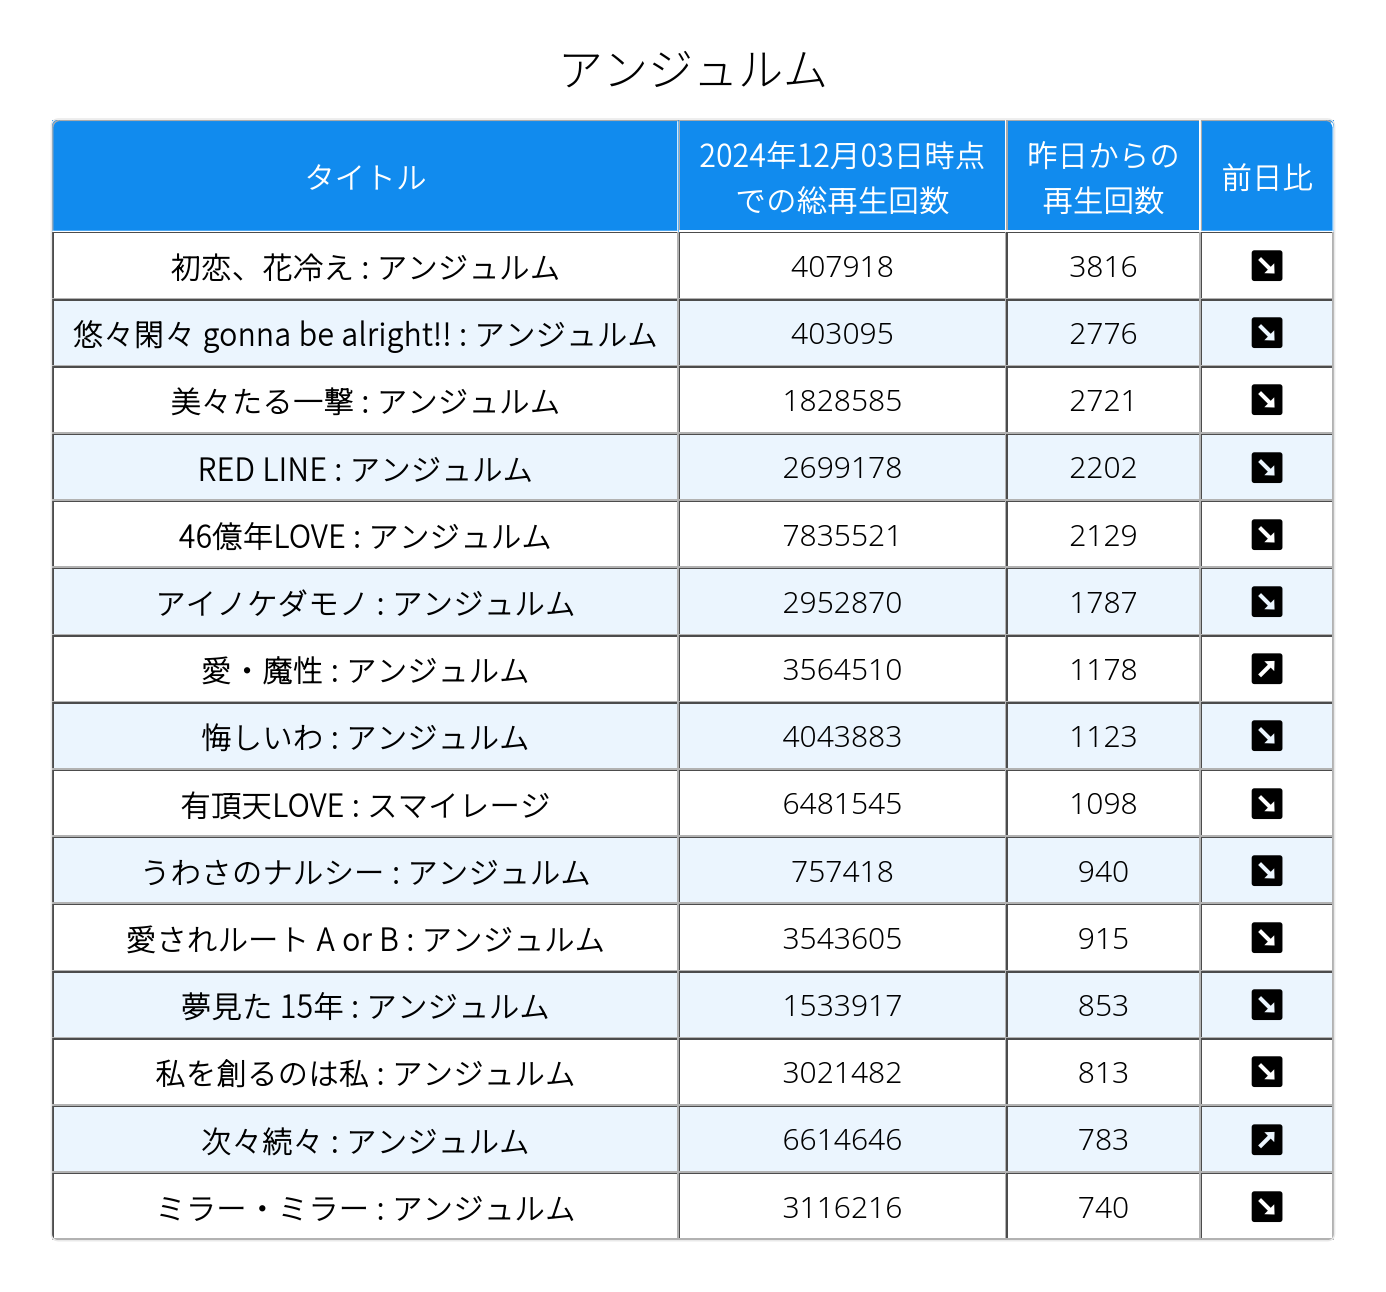 アンジュルム
タイトル 2024年12月03日時点での総再生回数 昨日からの再生回数 前日比
初恋、花冷え : アンジュルム 407918 3816 ↘
悠々閑々 gonna be alright!! : アンジュルム 403095 2776 ↘
美々たる一撃 : アンジュルム 1828585 2721 ↘
RED LINE : アンジュルム 2699178 2202 ↘
46億年LOVE : アンジュルム 7835521 2129 ↘
アイノケダモノ : アンジュルム 2952870 1787 ↘
愛・魔性 : アンジュルム 3564510 1178 ↗
悔しいわ : アンジュルム 4043883 1123 ↘
有頂天LOVE : スマイレージ 6481545 1098 ↘
うわさのナルシー : アンジュルム 757418 940 ↘
愛されルート A or B : アンジュルム 3543605 915 ↘
夢見た 15年 : アンジュルム 1533917 853 ↘
私を創るのは私 : アンジュルム 3021482 813 ↘
次々続々 : アンジュルム 6614646 783 ↗
ミラー・ミラー : アンジュルム 3116216 740 ↘